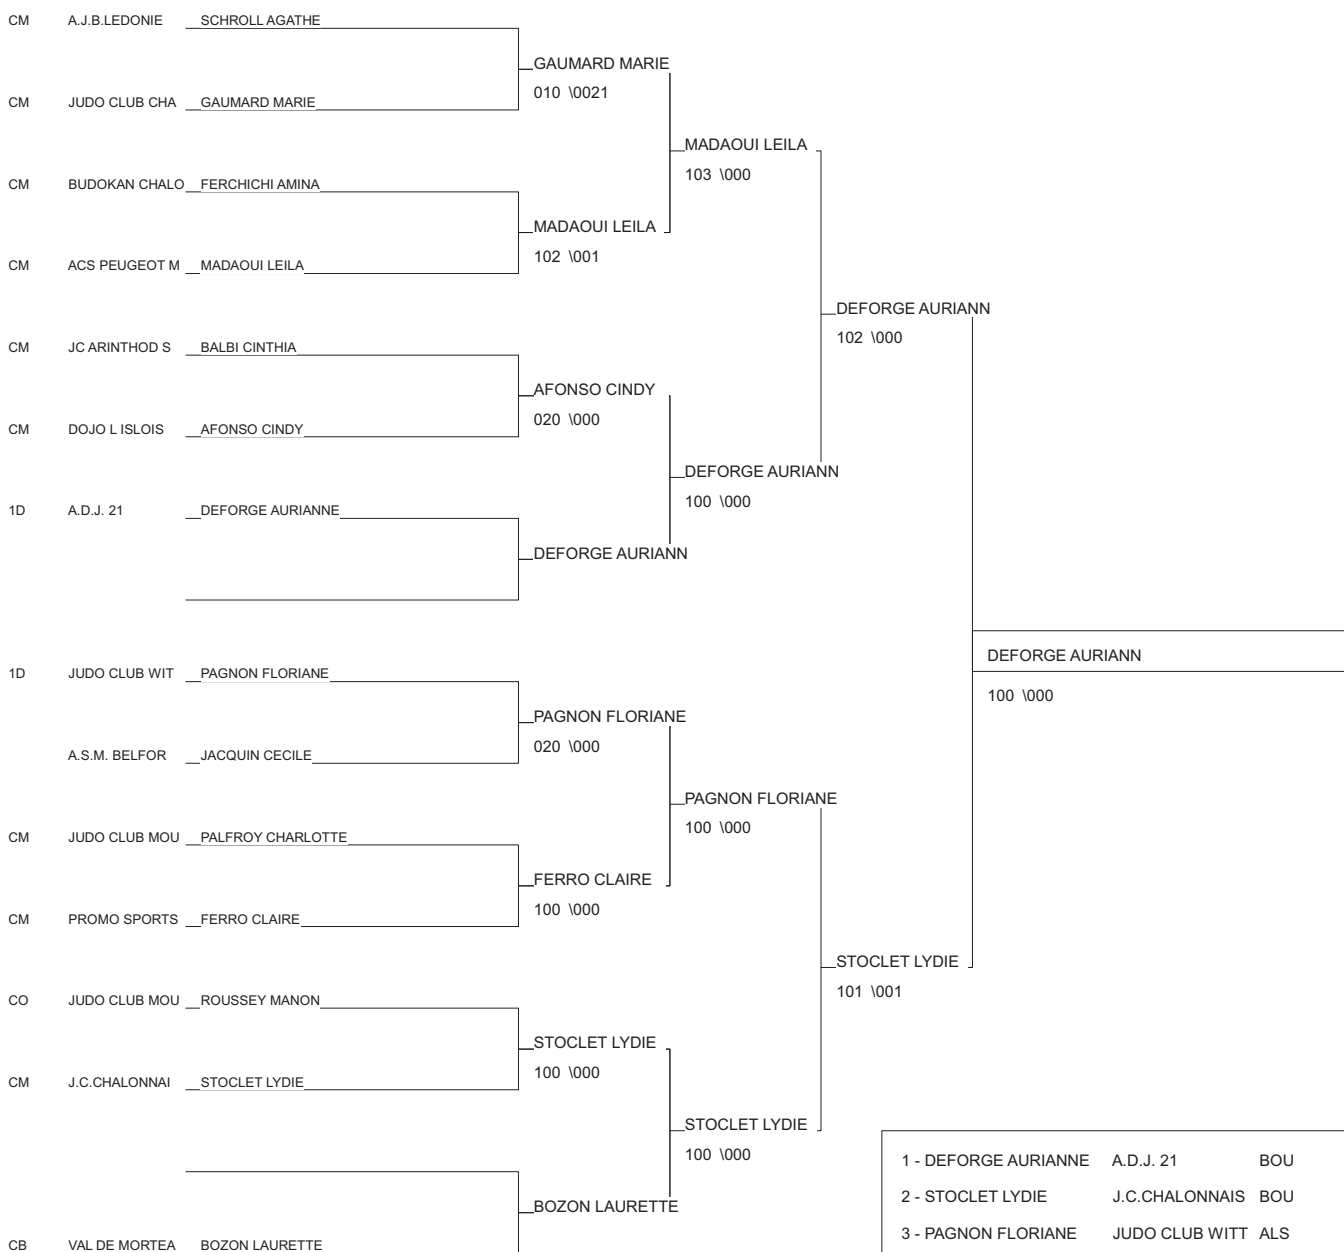 CM A.J.B.LEDONIE SCHROLL AGATHE
GAUMARD MARIE
010 \0021
CM JUDO CLUB CHA GAUMARD MARIE
MADAOUI LEILA
103 \000
CM BUDOKAN CHALO FERCHICHI AMINA
MADAOUI LEILA
102 \001
CM ACS PEUGEOT M MADAOUI LEILA
DEFORGE AURIANN
102 \000
CM JC ARINTHOD S BALBI CINTHIA
AFONSO CINDY
020 \000
CM DOJO L ISLOIS AFONSO CINDY
DEFORGE AURIANN
100 \000
1D A.D.J. 21 DEFORGE AURIANNE
DEFORGE AURIANN
DEFORGE AURIANN
100 \000
1D JUDO CLUB WIT PAGNON FLORIANE
PAGNON FLORIANE
020 \000
A.S.M. BELFOR JACQUIN CECILE
PAGNON FLORIANE
100 \000
CM JUDO CLUB MOU PALFROY CHARLOTTE
FERRO CLAIRE
100 \000
CM PROMO SPORTS FERRO CLAIRE
STOCLET LYDIE
101 \001
CO JUDO CLUB MOU ROUSSEY MANON
STOCLET LYDIE
100 \000
CM J.C.CHALONNAI STOCLET LYDIE
STOCLET LYDIE
100 \000
BOZON LAURETTE
CB VAL DE MORTEA BOZON LAURETTE
1 - DEFORGE AURIANNE A.D.J. 21 BOU
2 - STOCLET LYDIE J.C.CHALONNAIS BOU
3 - PAGNON FLORIANE JUDO CLUB WITT ALS